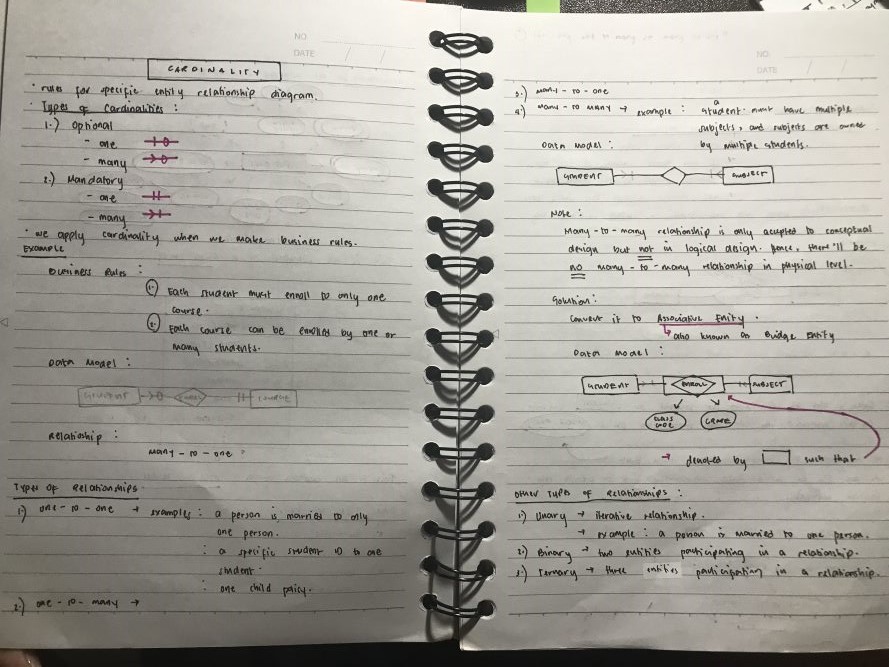 NO
DATE / /
CARDINALITY
• rules for specific entity relationship diagram.
Types of Cardinalities :
1.) Optional
- one
- many
2.) Mandatory
- one
- many
• we apply cardinality when we make business rules.
Example
Business Rules :
1. Each student must enroll to only one
course.
2. Each course can be enrolled by one or
many students.
Data Model :
STUDENT COURSE
Relatioship :
many - to - one
Types of Relationships
1.) one - to - one → examples : a person is married to only
one person.
: a spesific student ID to one
student.
: one child policy.
2.) one - to - many →
NO
DATE / /
3.) many - to - one
4.) many - to many → example : a student must have multiple
subjects, and subjects are owned
by multiple students.
Data Model :
STUDENT SUBJECT
Note :
Many - to - many relationship is only accepted to conceptual
design but not in logical design. Hence, there'll be
no many - to - many relationship in physical level.
Solution :
Convert it to Associative Enity .
↳ also known as Bridge Entity
Data Model :
STUDENT ENROLL SUBJECT
CLASS CODE GRADE
→ denoted by such that
Other Types of Relationships :
1.) Unary → iterative relationship.
→ example : a person is married to one person.
2.) Binary → two entities participating in a relationship.
3.) Ternary → three entities participating in a relationship.